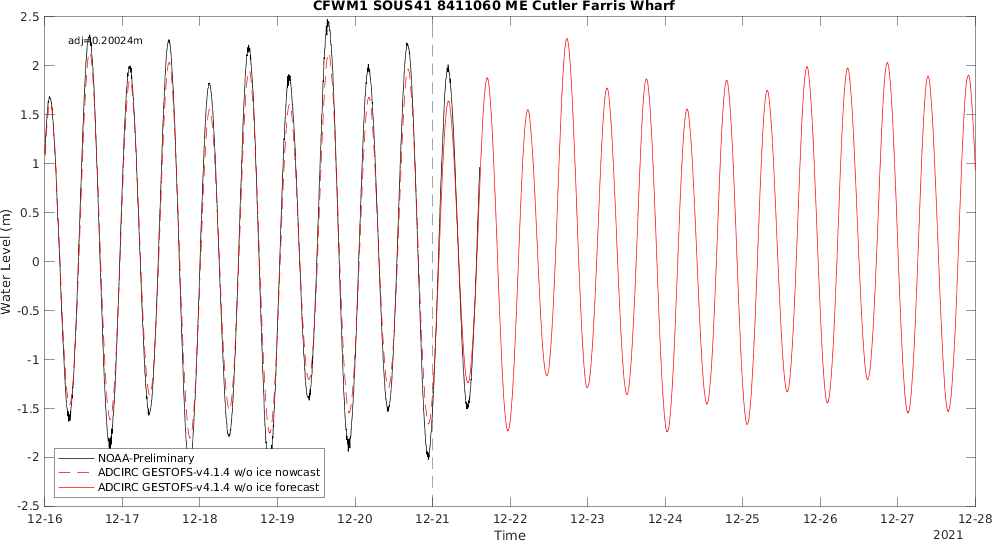 CFWM1 SOUS41 8411060 ME Cutler Farris Wharf
adj=0.20024m
2.5
2
1.5
1
0.5
0
-0.5
-1
-1.5
-2
-2.5
Water Level (m)
NOAA-Preliminary
ADCIRC GESTOFS-v4.1.4 w/o ice nowcast
ADCIRC GESTOFS-v4.1.4 w/o ice forecast
12-16 12-17 12-18 12-19 12-20 12-21 12-22 12-23 12-24 12-25 12-26 12-27 12-28
Time
2021